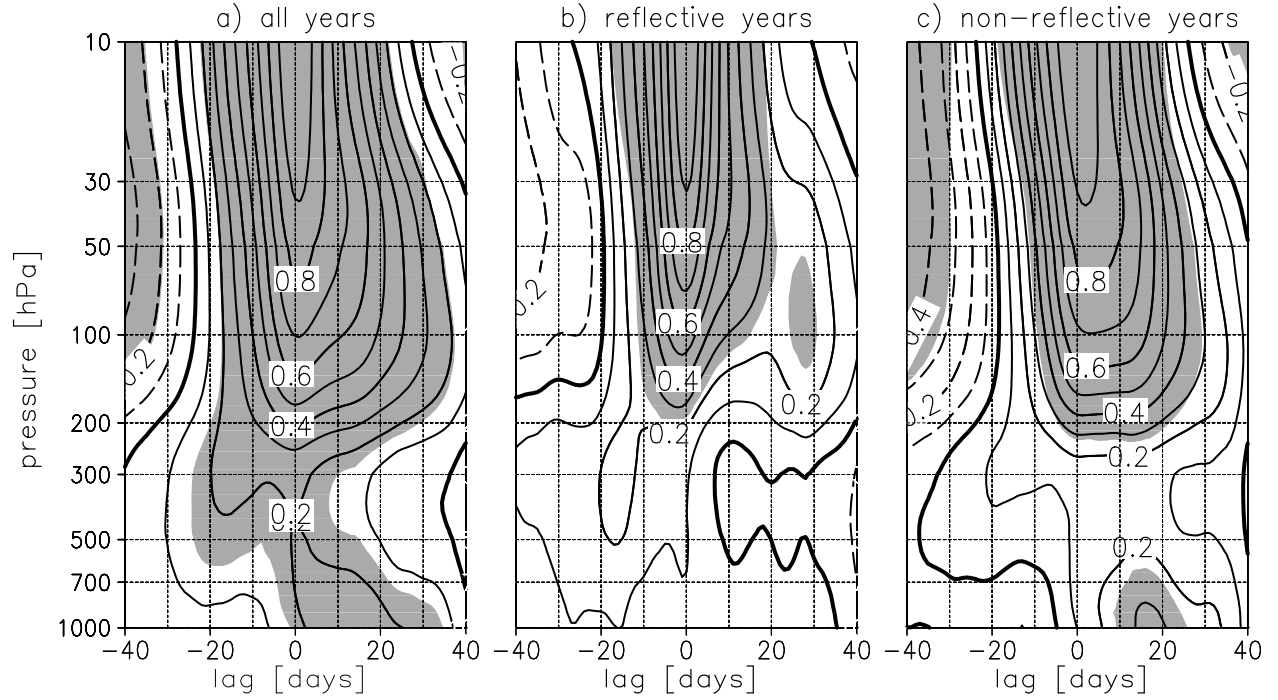 a) all years
b) reflective years
c) non-reflective years
10
30
50
100
200
300
500
700
1000
pressure [hPa]
0.8
0.6
0.4
0.2
0.2
-0.2
0.8
0.6
0.4
0.2
0.2
0.2
0.8
0.6
0.4
0.2
0.2
0.4
0.2
-0.2
-40 -20 0 20 40
-40 -20 0 20 40
-40 -20 0 20 40
lag [days]
lag [days]
lag [days]